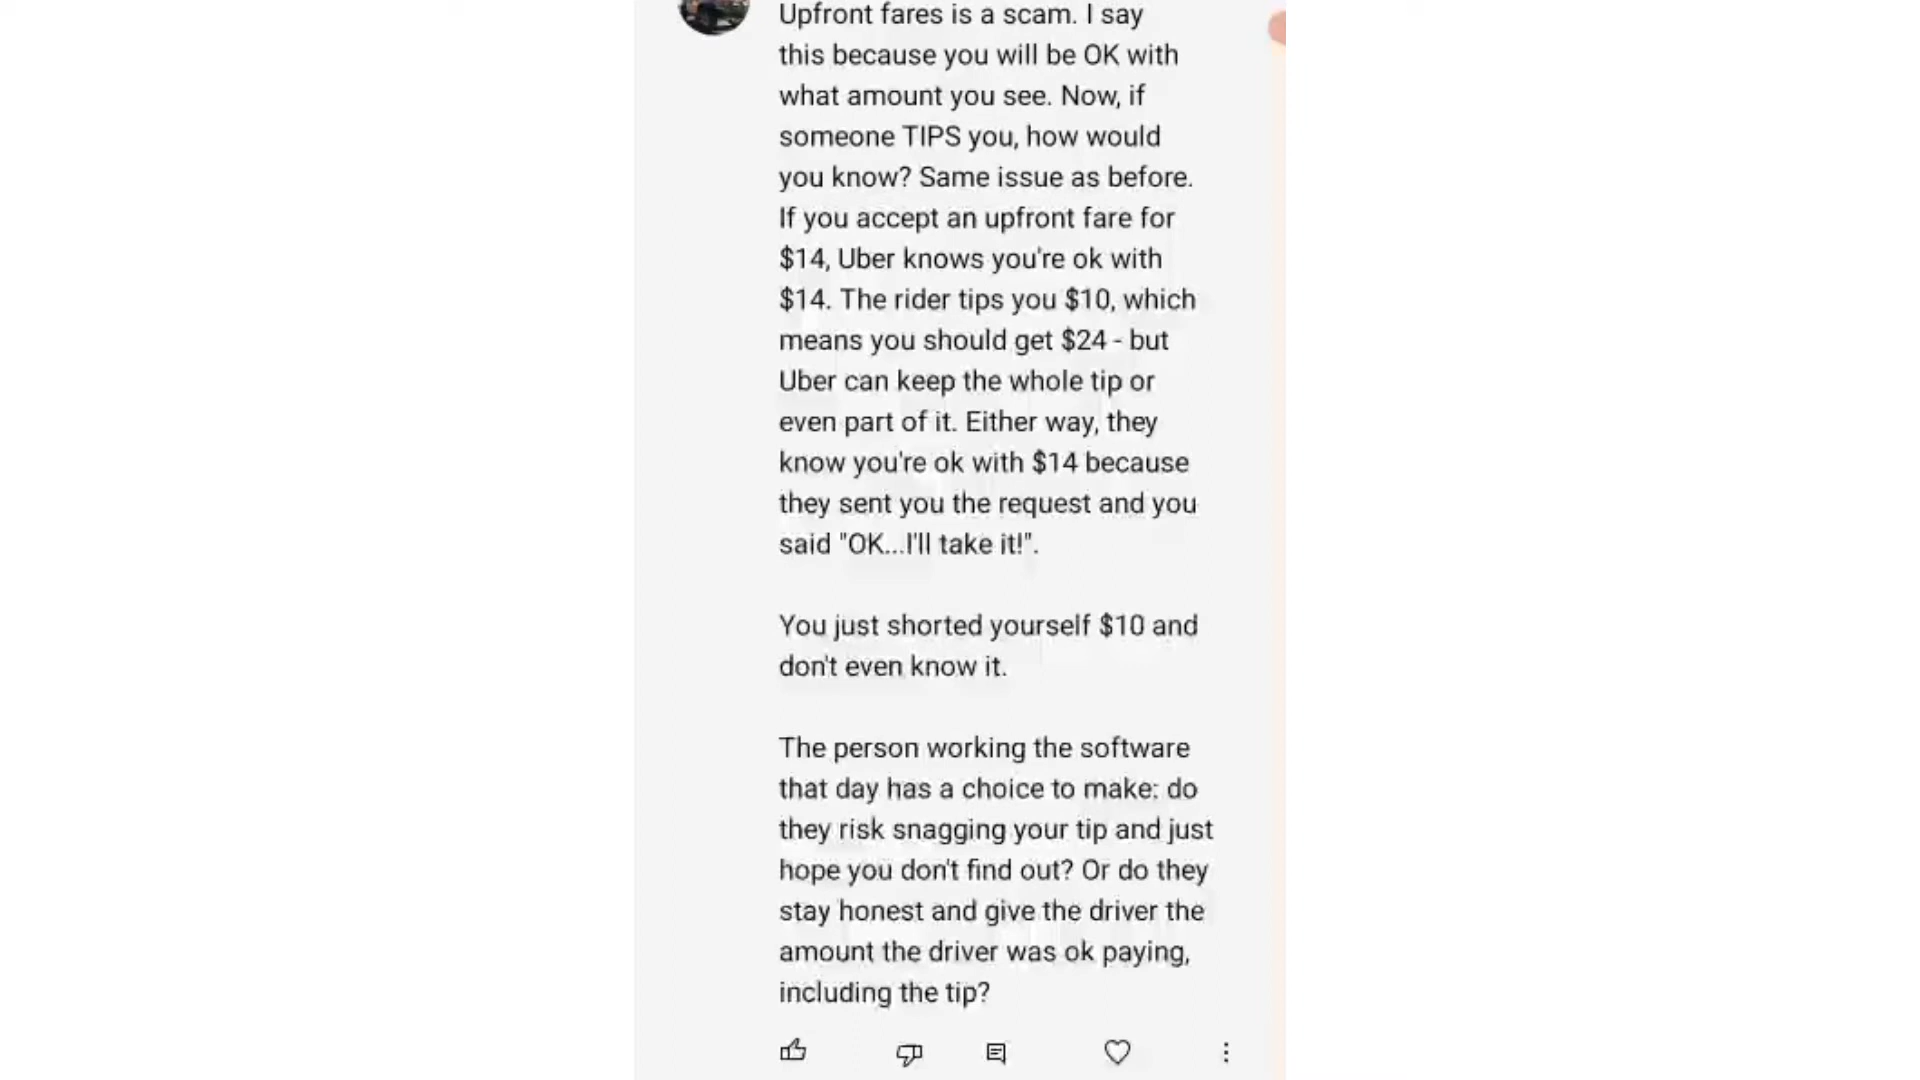 Upfront fares is a scam. I say
this because you will be OK with
what amount you see. Now, if
someone TIPS you, how would
you know? Same issue as before.
If you accept an upfront fare for
$14, Uber knows you're ok with
$14. The rider tips you $10, which
means you should get $24 - but
Uber can keep the whole tip or
even part of it. Either way, they
know you're ok with $14 because
they sent you the request and you
said "OK...I'll take it!".
You just shorted yourself $10 and
don't even know it.
The person working the software
that day has a choice to make: do
they risk snagging your tip and just
hope you don't find out? Or do they
stay honest and give the driver the
amount the driver was ok paying,
including the tip?